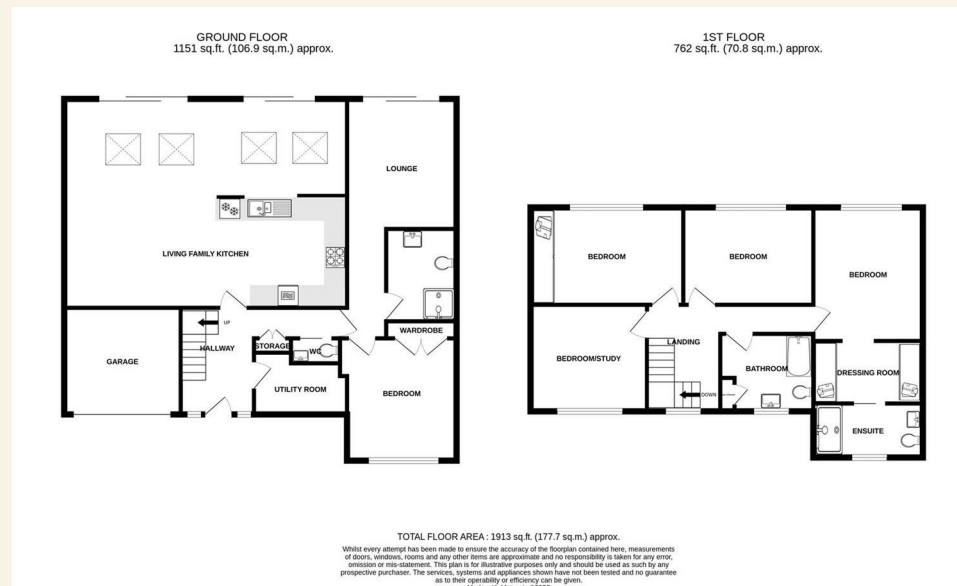 GROUND FLOOR
1151 sq.ft. (106.9 sq.m.) approx.
1ST FLOOR
762 sq.ft. (70.8 sq.m.) approx.
LOUNGE
LIVING FAMILY KITCHEN
UP
HALLWAY
STORAGE
WC
WARDROBE
GARAGE
UTILITY ROOM
BEDROOM
BEDROOM
BEDROOM
BEDROOM
BEDROOM/STUDY
LANDING
DOWN
BATHROOM
DRESSING ROOM
ENSUITE
TOTAL FLOOR AREA : 1913 sq.ft. (177.7 sq.m.) approx.
Whilst every attempt has been made to ensure the accuracy of the floorplan contained here, measurements
of doors, windows, rooms and any other items are approximate and no responsibility is taken for any error,
omission or mis-statement. This plan is for illustrative purposes only and should be used as such by any
prospective purchaser. The services, systems and appliances shown have not been tested and no guarantee
as to their operability or efficiency can be given.